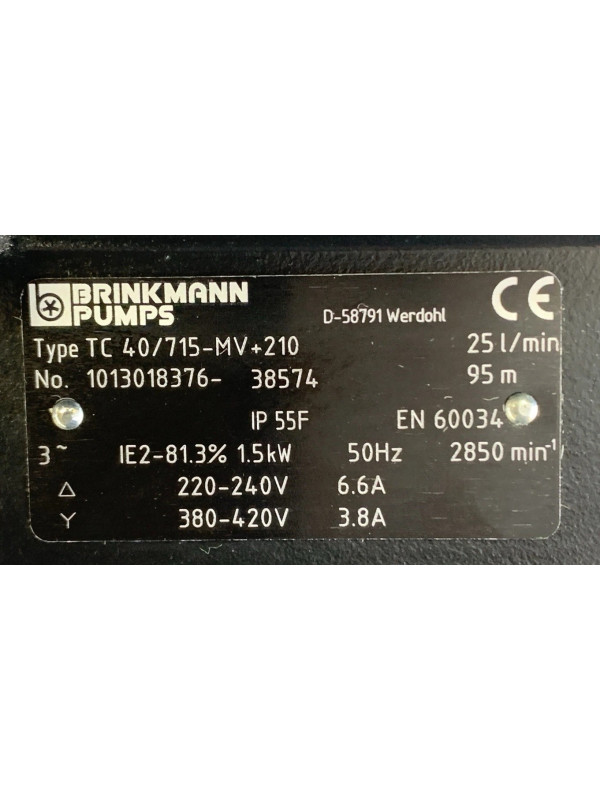 BRINKMANN
PUMPS
D-58791 Werdohl
CE
Type TC 40/715-MV+210 25 l/min
No. 1013018376- 38574 95 m
IP 55F EN 60034
3~ IE2-81.3% 1.5kW 50Hz 2850 min⁻¹
△ 220-240V 6.6A
Y 380-420V 3.8A